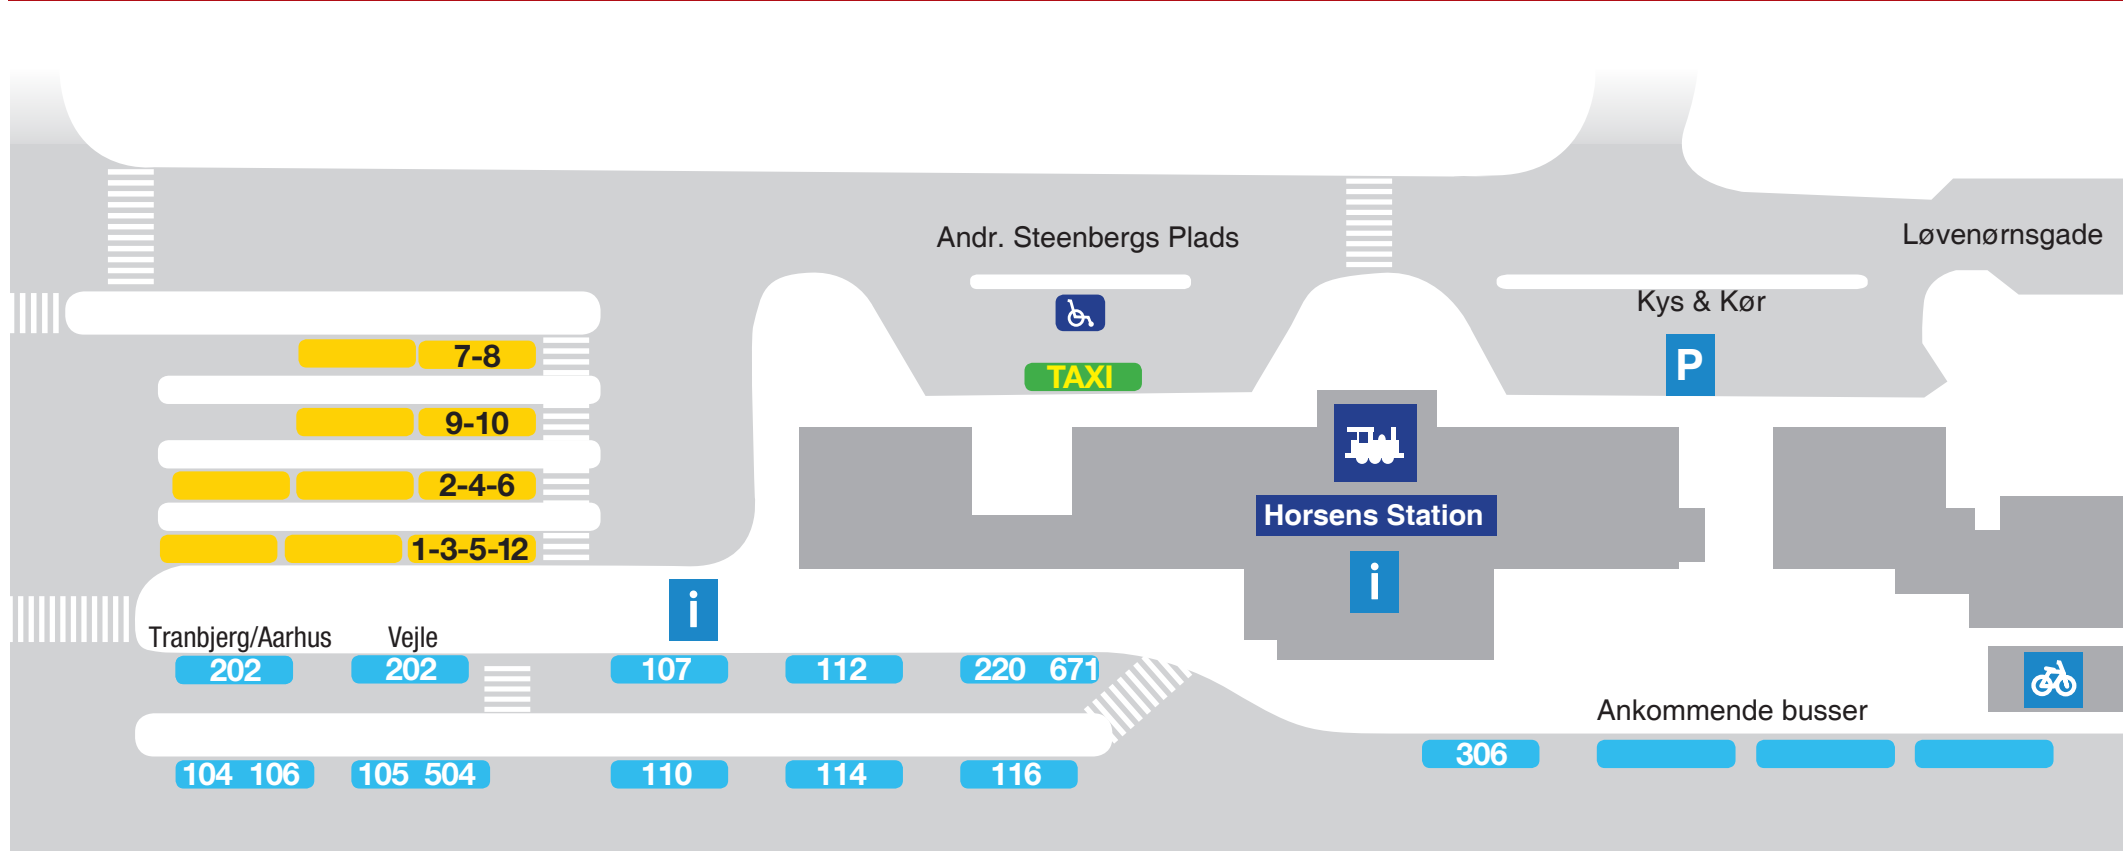 Andr. Steenbergs Plads
Løvenørnsgade
Kys & Kør
7-8
TAXI
P
9-10
2-4-6
Horsens Station
1-3-5-12
i
i
Tranbjerg/Aarhus
Vejle
202
202
107
112
220 671
Ankommende busser
306
104 106
105 504
110
114
116